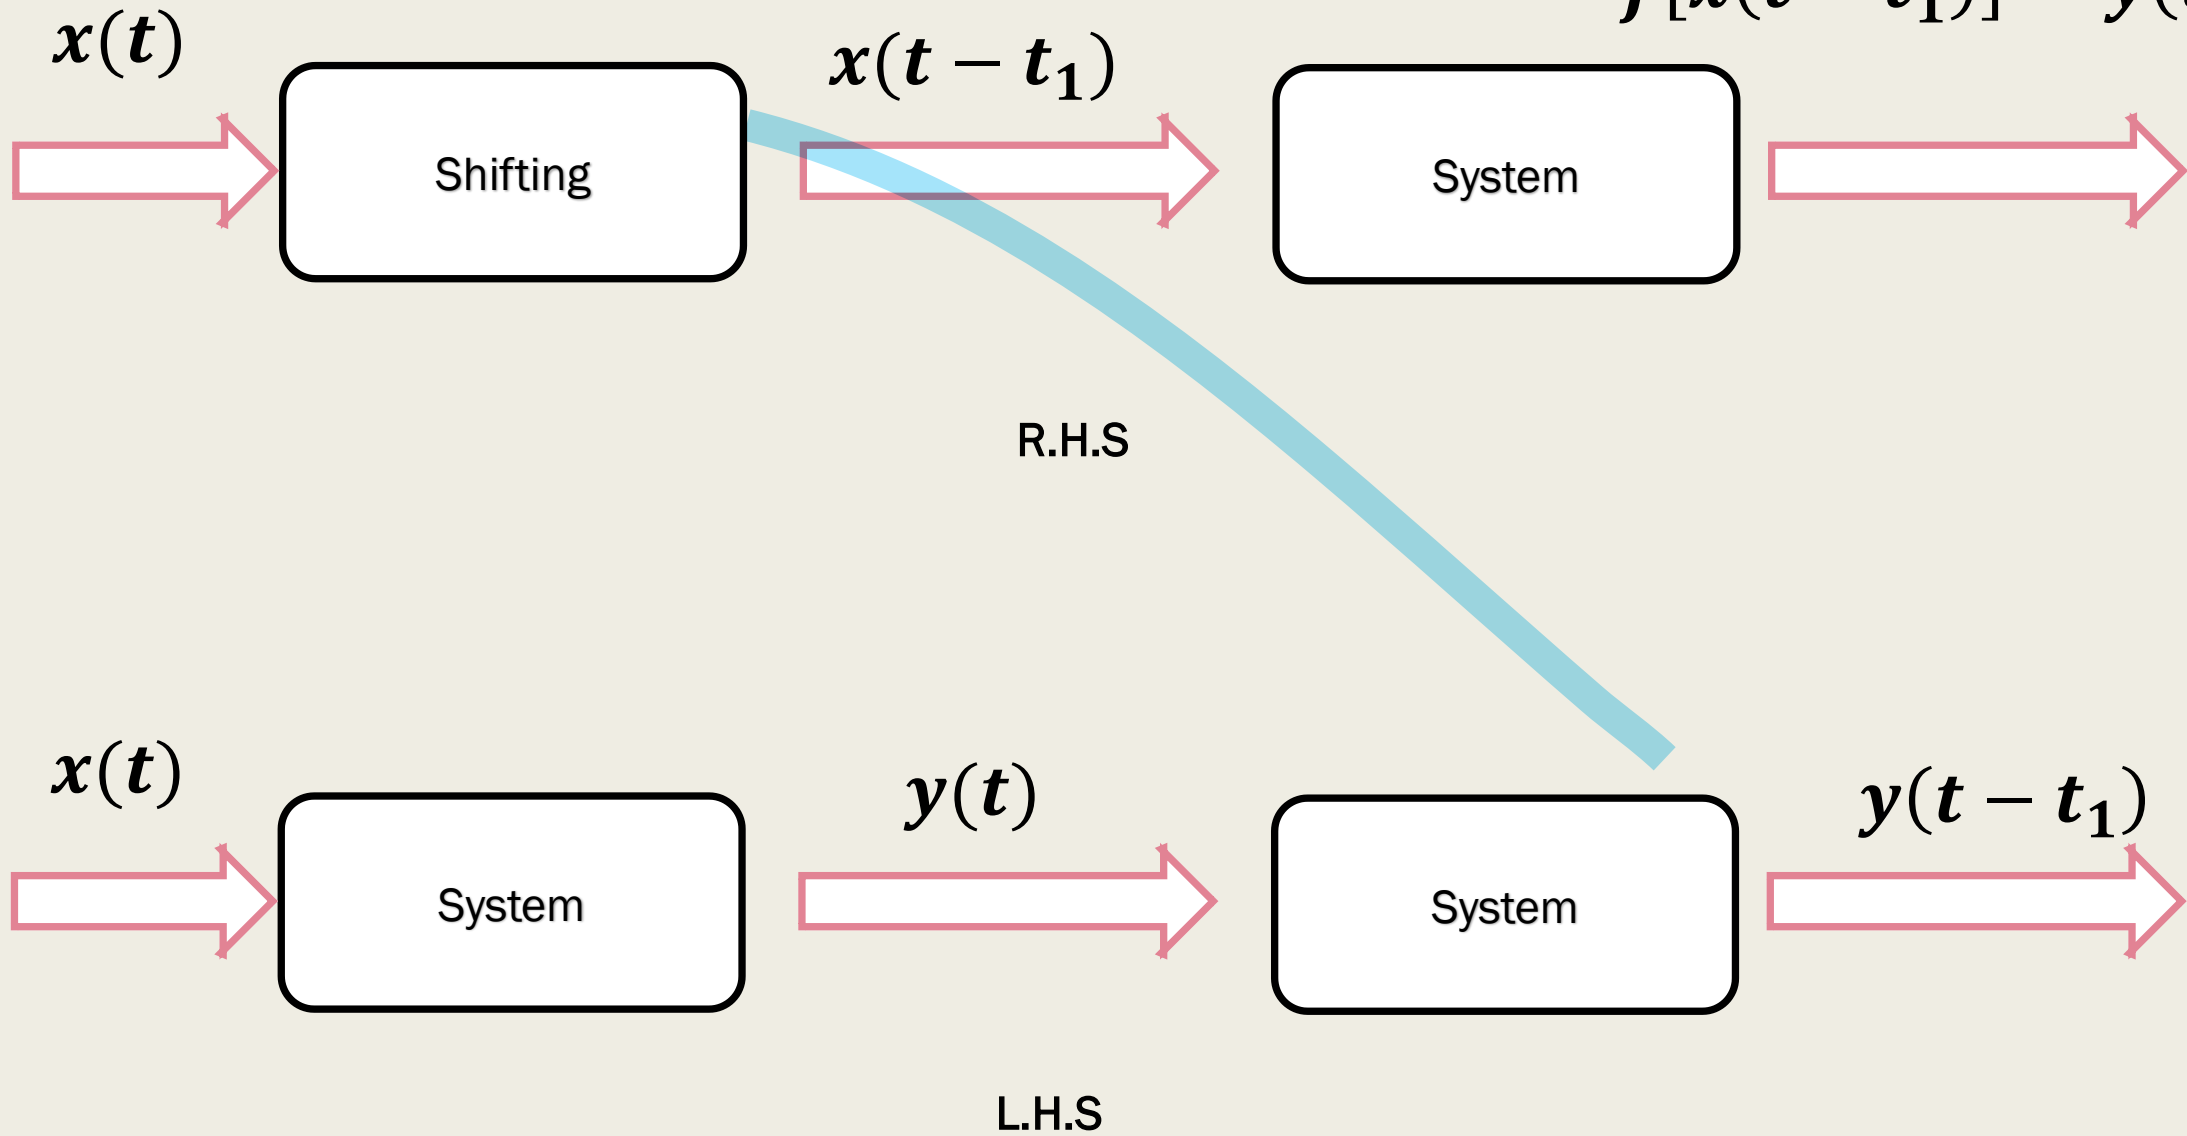 x(t)
x(t − t₁)
Shifting
System
R.H.S
x(t)
y(t)
y(t − t₁)
System
System
L.H.S